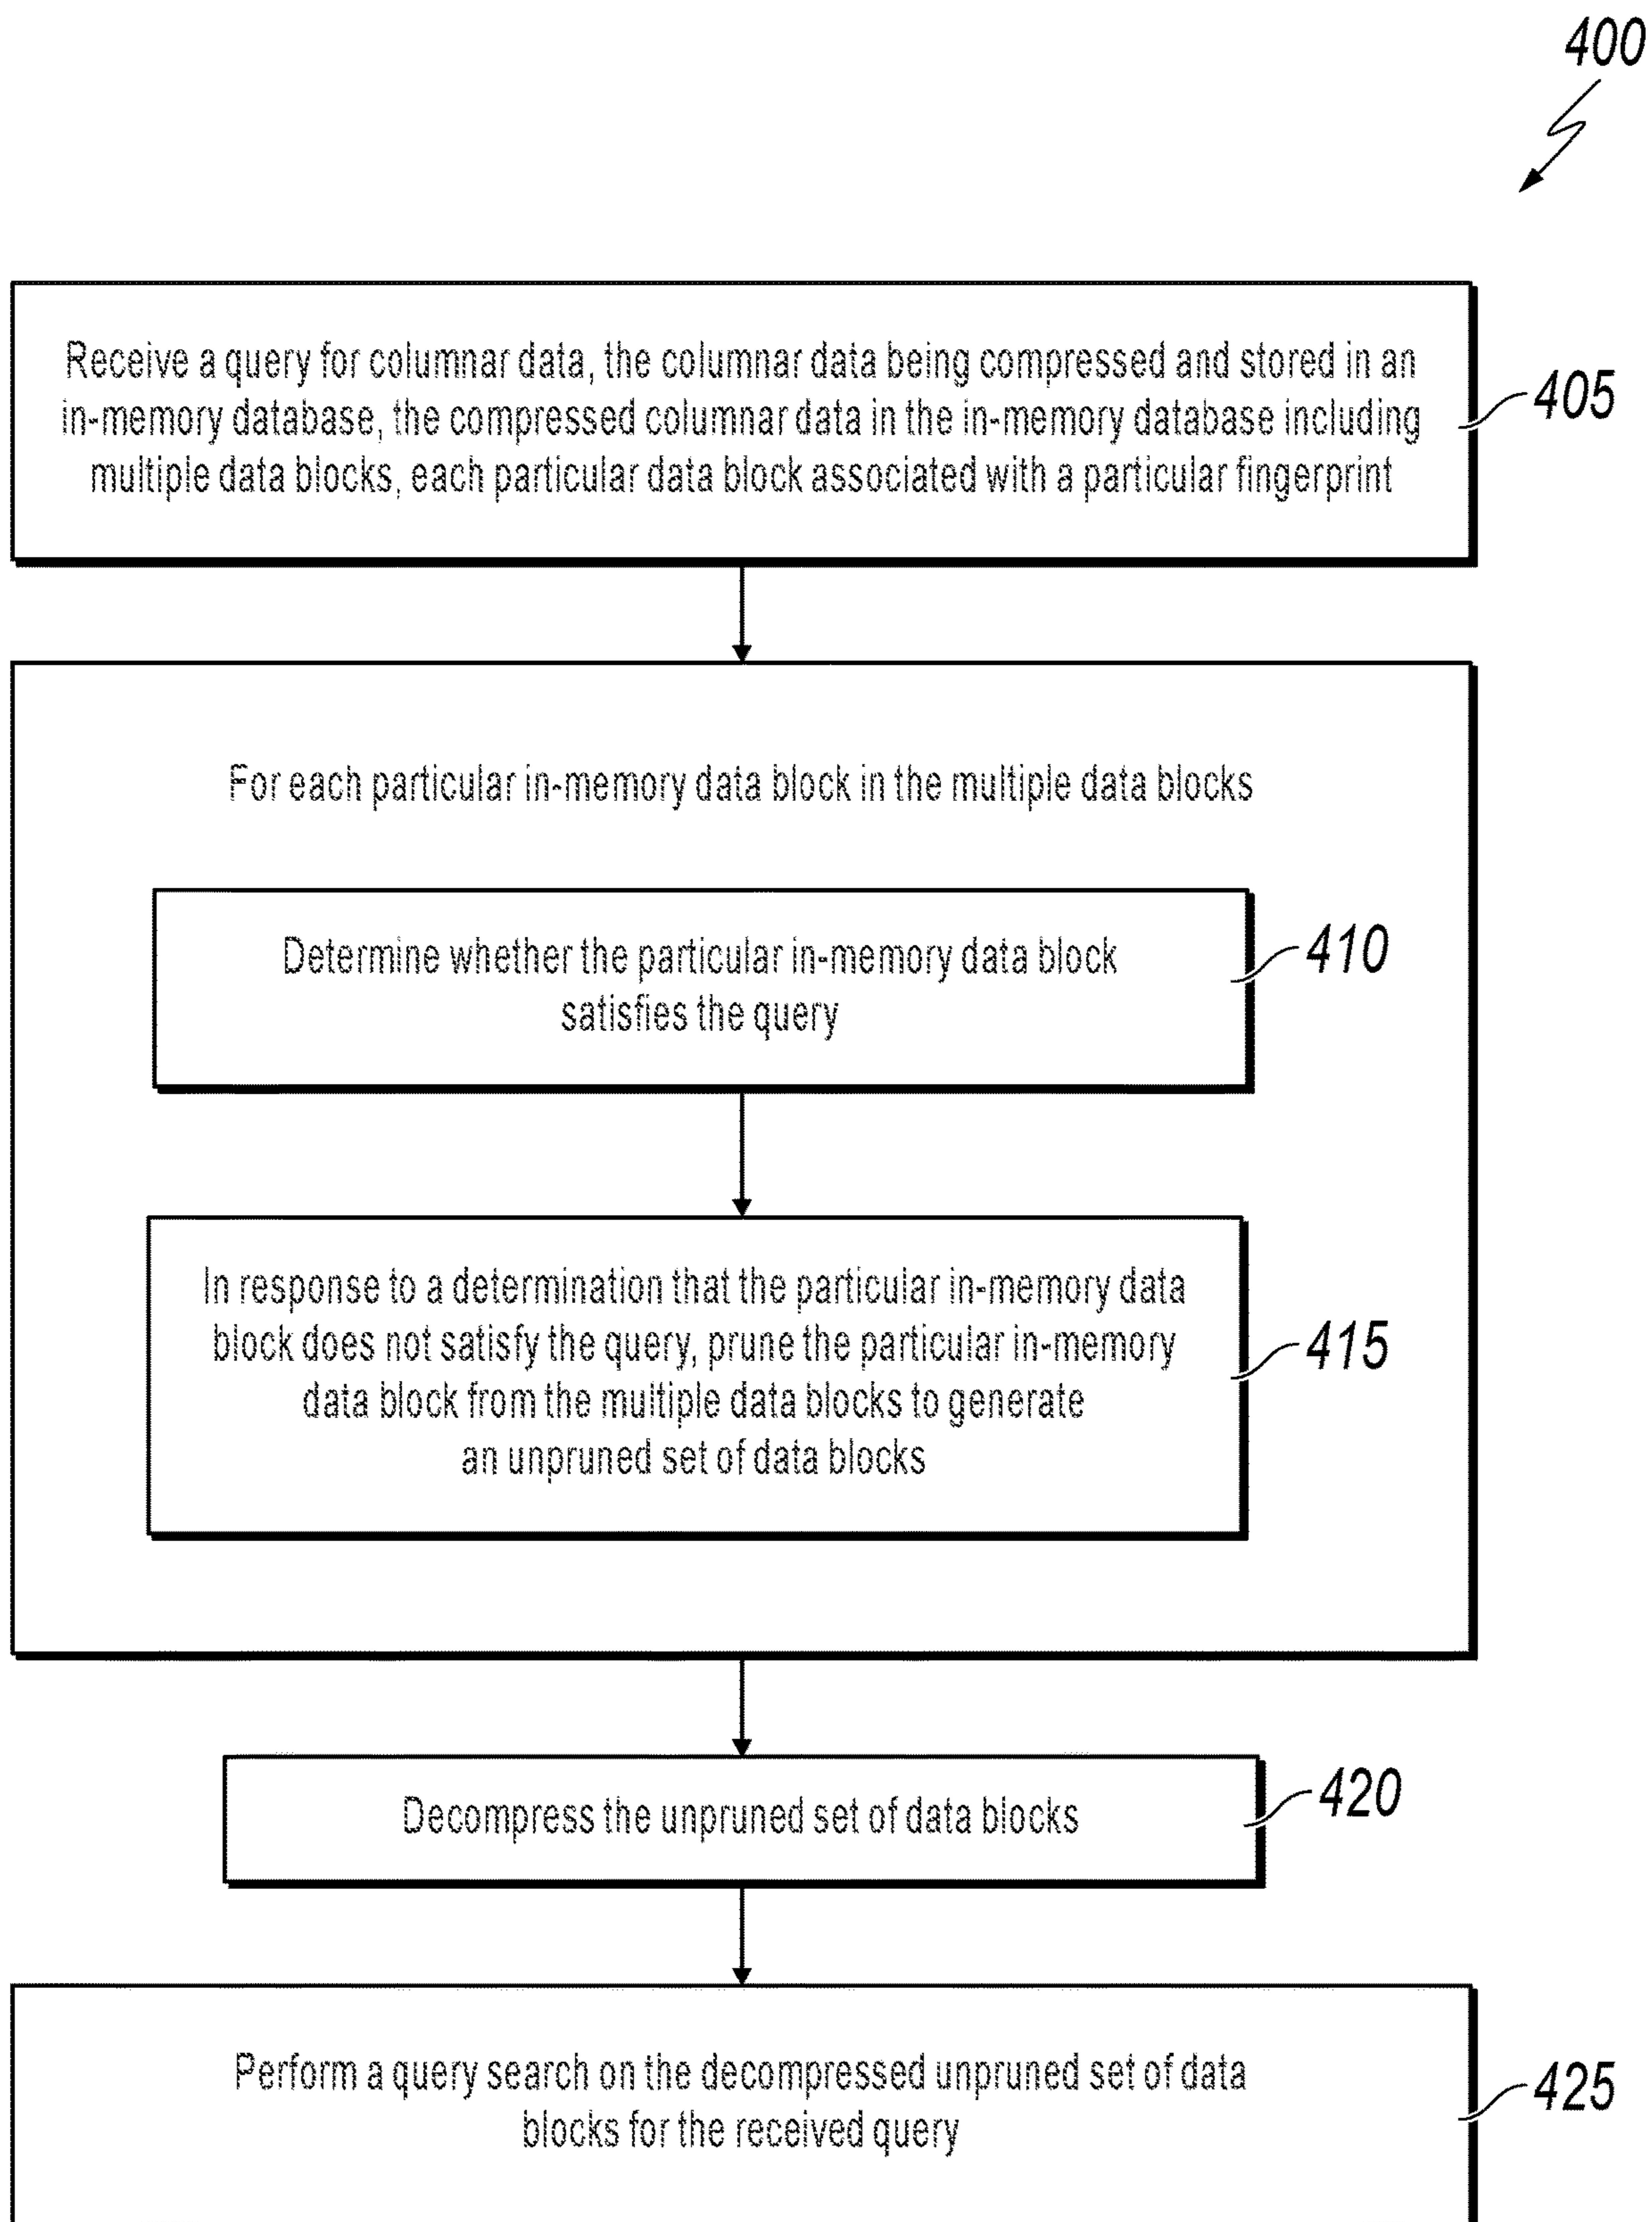 400
Receive a query for columnar data, the columnar data being compressed and stored in an
in-memory database, the compressed columnar data in the in-memory database including
multiple data blocks, each particular data block associated with a particular fingerprint
405
For each particular in-memory data block in the multiple data blocks
Determine whether the particular in-memory data block
satisfies the query
410
In response to a determination that the particular in-memory data
block does not satisfy the query, prune the particular in-memory
data block from the multiple data blocks to generate
an unpruned set of data blocks
415
Decompress the unpruned set of data blocks
420
Perform a query search on the decompressed unpruned set of data
blocks for the received query
425